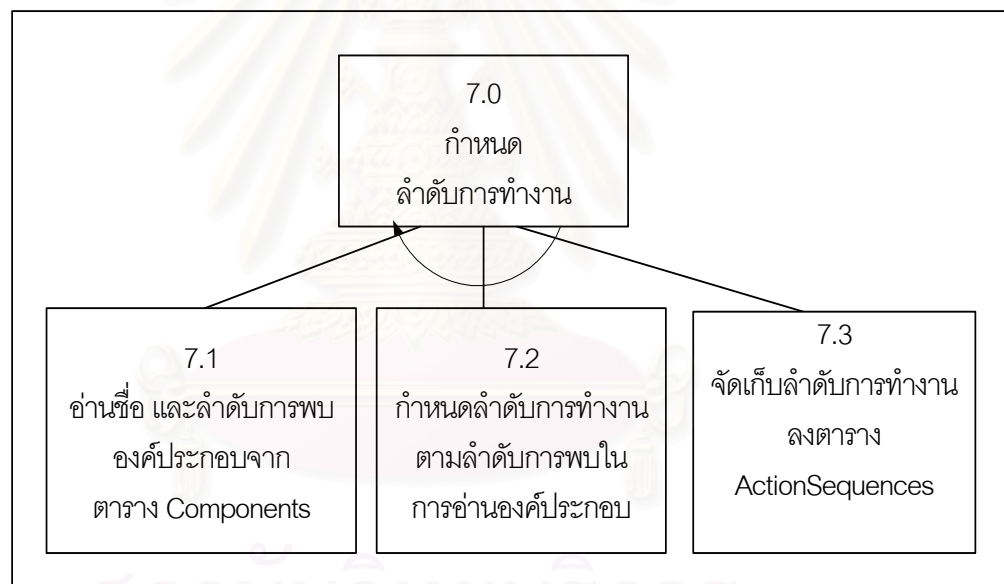 7.0
กำหนด
ลำดับการทำงาน
7.1
อ่านชื่อ และลำดับการพบ
องค์ประกอบจาก
ตาราง Components
7.2
กำหนดลำดับการทำงาน
ตามลำดับการพบใน
การอ่านองค์ประกอบ
7.3
จัดเก็บลำดับการทำงาน
ลงตาราง
ActionSequences